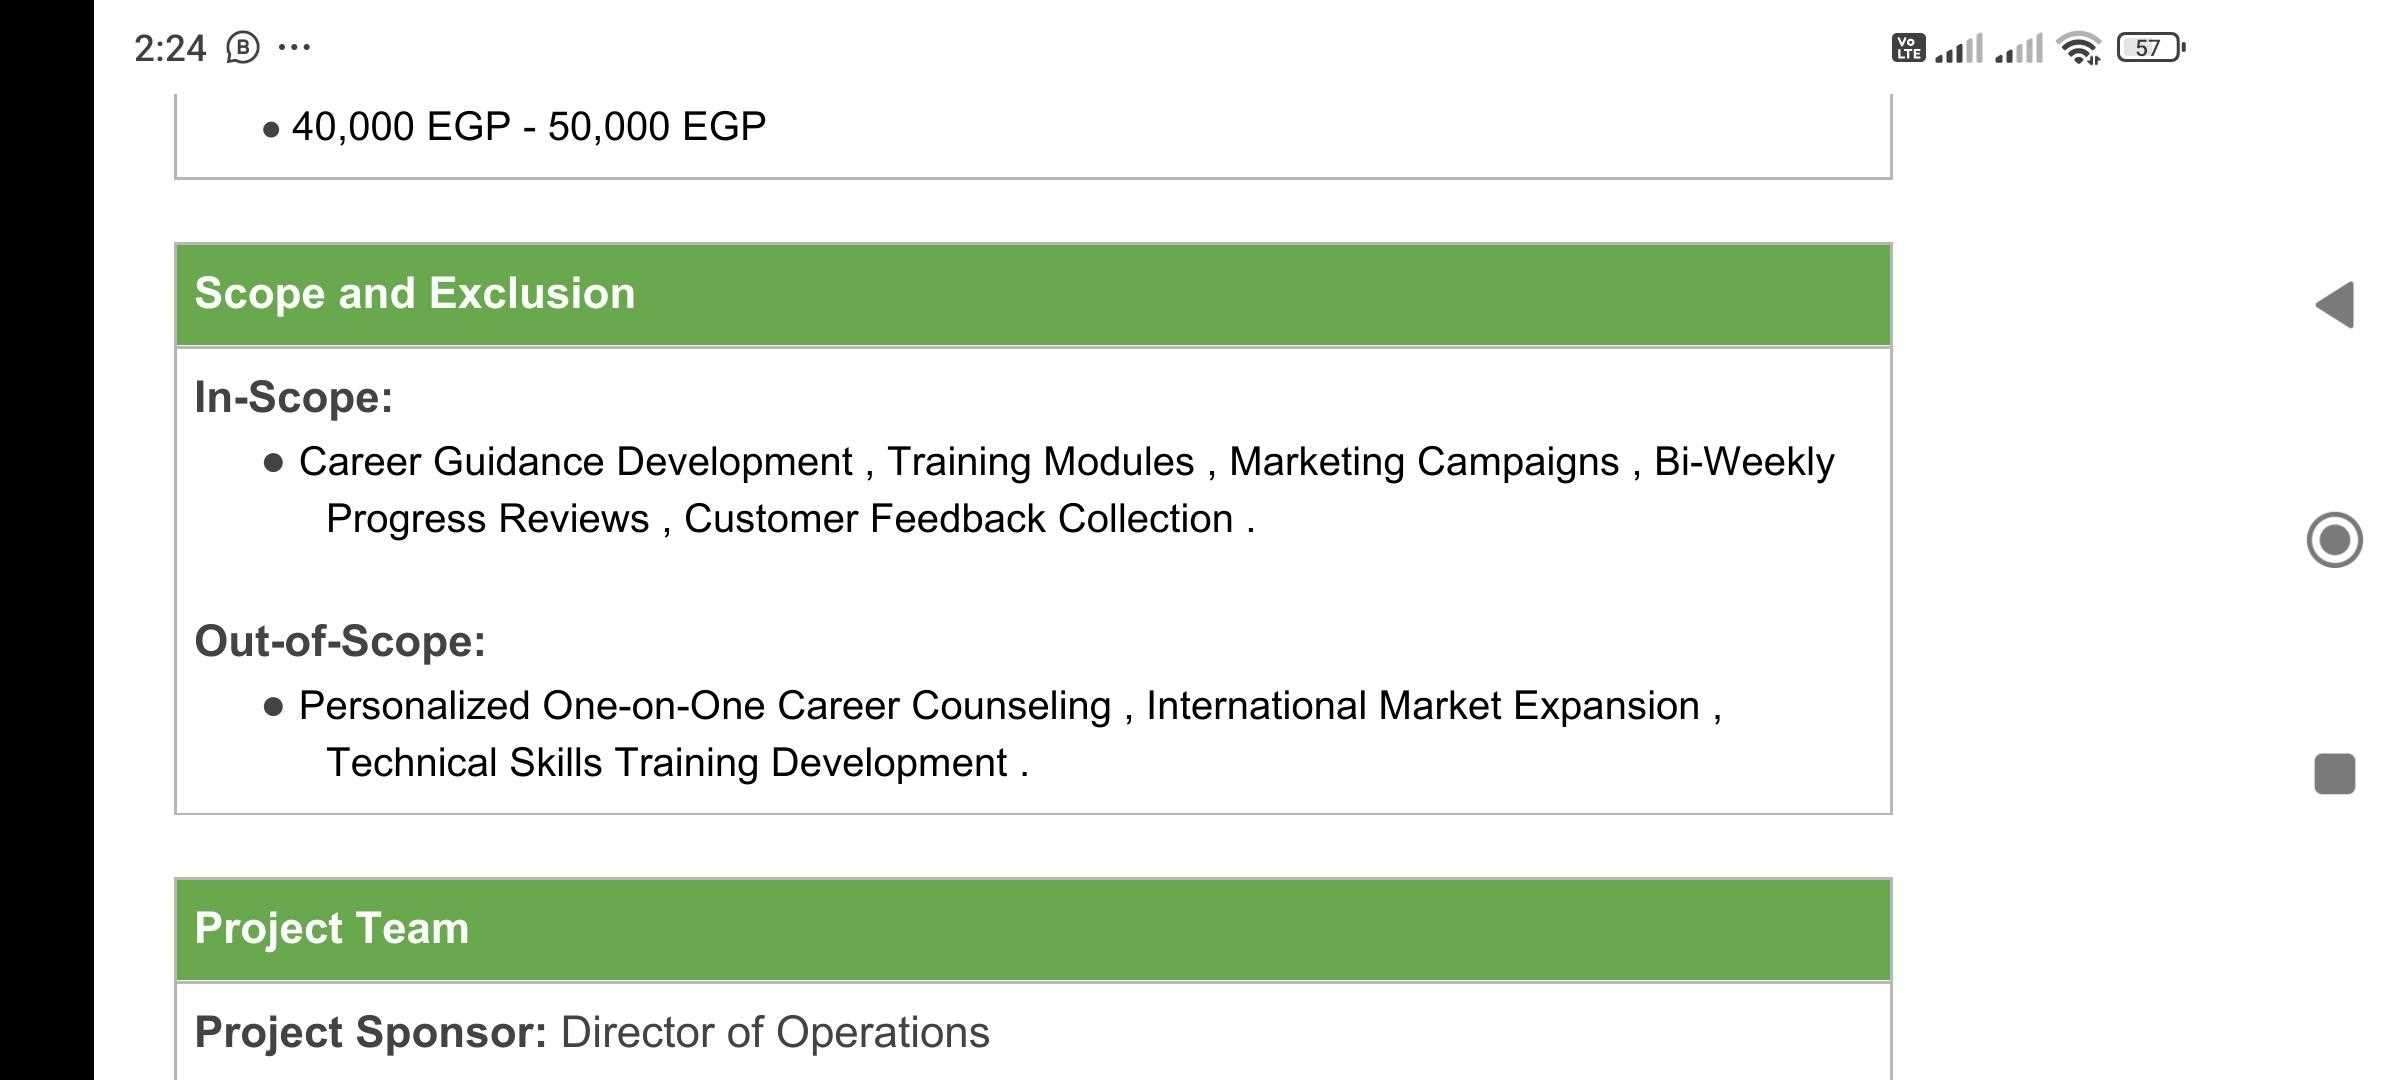 2:24 B ...
Vo LTE 57
● 40,000 EGP - 50,000 EGP
Scope and Exclusion
In-Scope:
● Career Guidance Development , Training Modules , Marketing Campaigns , Bi-Weekly
Progress Reviews , Customer Feedback Collection .
Out-of-Scope:
● Personalized One-on-One Career Counseling , International Market Expansion ,
Technical Skills Training Development .
Project Team
Project Sponsor: Director of Operations